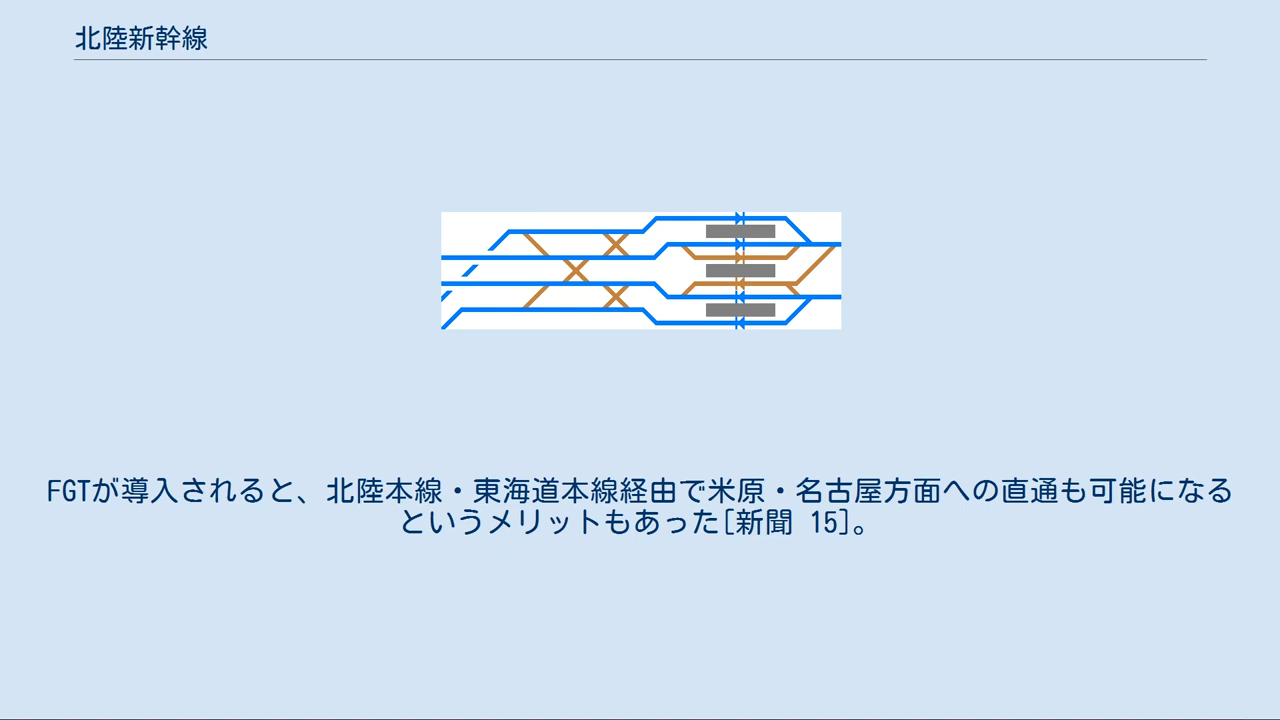 北陸新幹線
FGTが導入されると、北陸本線・東海道本線経由で米原・名古屋方面への直通も可能になる
というメリットもあった[新聞 15]。